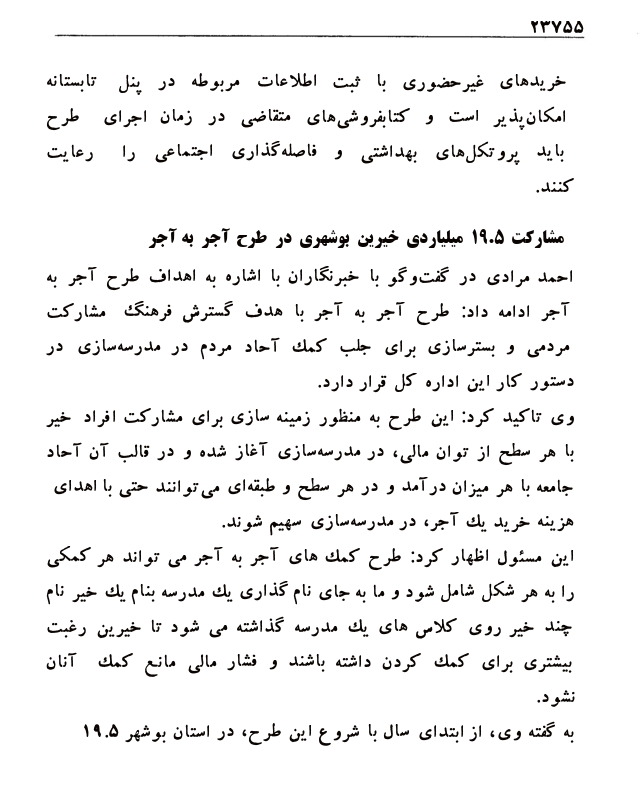 ۲۳۷۵۵
خریدهای غیرحضوری با ثبت اطلاعات مربوطه در پنل تابستانه
امکان‌پذیر است و کتابفروشی‌های متقاضی در زمان اجرای طرح
باید پروتکل‌های بهداشتی و فاصله‌گذاری اجتماعی را رعایت
کنند.
مشارکت ۱۹.۵ میلیاردی خیرین بوشهری در طرح آجر به آجر
احمد مرادی در گفت‌وگو با خبرنگاران با اشاره به اهداف طرح آجر به
آجر ادامه داد: طرح آجر به آجر با هدف گسترش فرهنگ مشارکت
مردمی و بسترسازی برای جلب کمک آحاد مردم در مدرسه‌سازی در
دستور کار این اداره کل قرار دارد.
وی تاکید کرد: این طرح به منظور زمینه سازی برای مشارکت افراد خیر
با هر سطح از توان مالی، در مدرسه‌سازی آغاز شده و در قالب آن آحاد
جامعه با هر میزان درآمد و در هر سطح و طبقه‌ای می‌توانند حتی با اهدای
هزینه خرید یک آجر، در مدرسه‌سازی سهیم شوند.
این مسئول اظهار کرد: طرح کمک های آجر به آجر می تواند هر کمکی
را به هر شکل شامل شود و ما به جای نام گذاری یک مدرسه بنام یک خیر نام
چند خیر روی کلاس های یک مدرسه گذاشته می شود تا خیرین رغبت
بیشتری برای کمک کردن داشته باشند و فشار مالی مانع کمک آنان
نشود.
به گفته وی، از ابتدای سال با شروع این طرح، در استان بوشهر ۱۹.۵